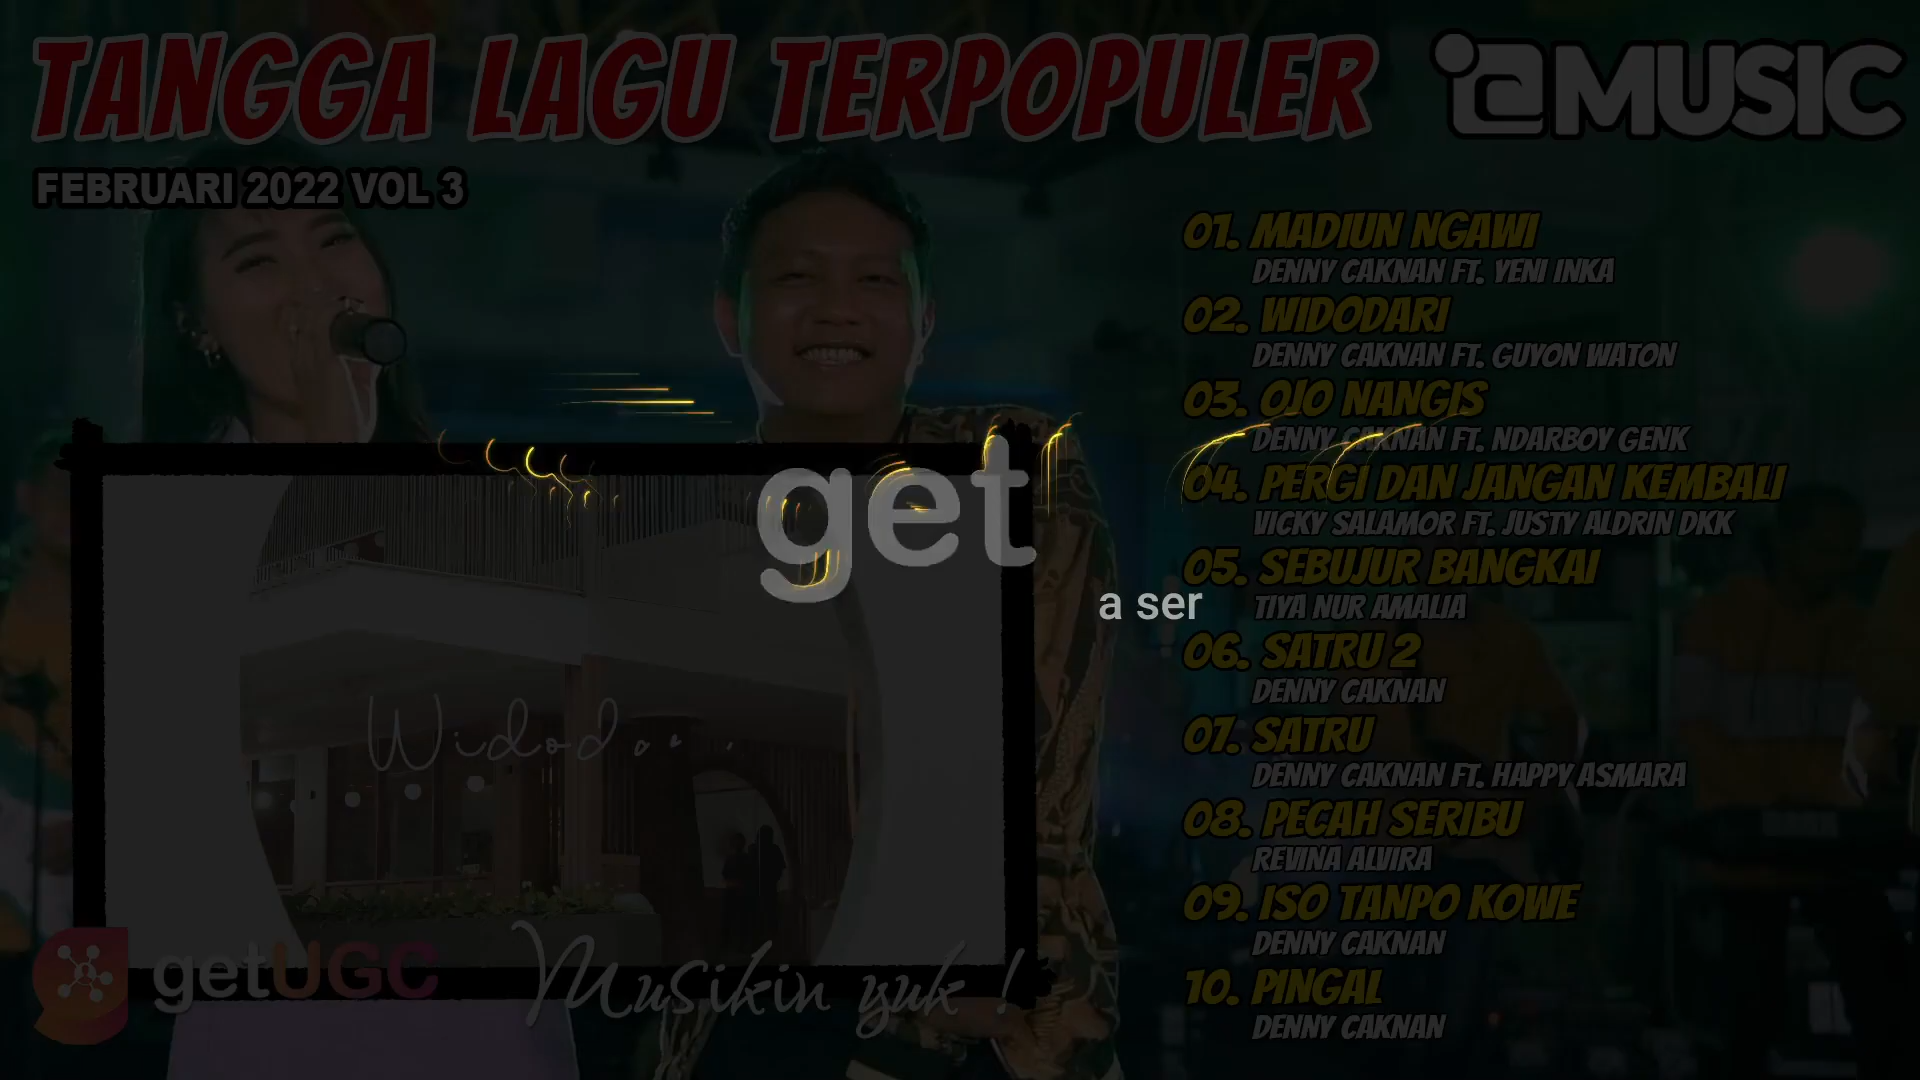 TANGGA LAGU TERPOPULER
a MUSIC
FEBRUARI 2022 VOL 3
01. MADIUN NGAWI
DENNY CAKNAN FT. YENI INKA
02. WIDODARI
DENNY CAKNAN FT. GUYON WATON
03. OJO NANGIS
DENNY CAKNAN FT. NDARBOY GENK
04. PERGI DAN JANGAN KEMBALI
VICKY SALAMOR FT. JUSTY ALDRIN DKK
05. SEBUJUR BANGKAI
TIYA NUR AMALIA
06. SATRU 2
DENNY CAKNAN
07. SATRU
DENNY CAKNAN FT. HAPPY ASMARA
08. PECAH SERIBU
REVINA ALVIRA
09. ISO TANPO KOWE
DENNY CAKNAN
10. PINGAL
DENNY CAKNAN
get
a ser
getUGC
Musikin yuk !